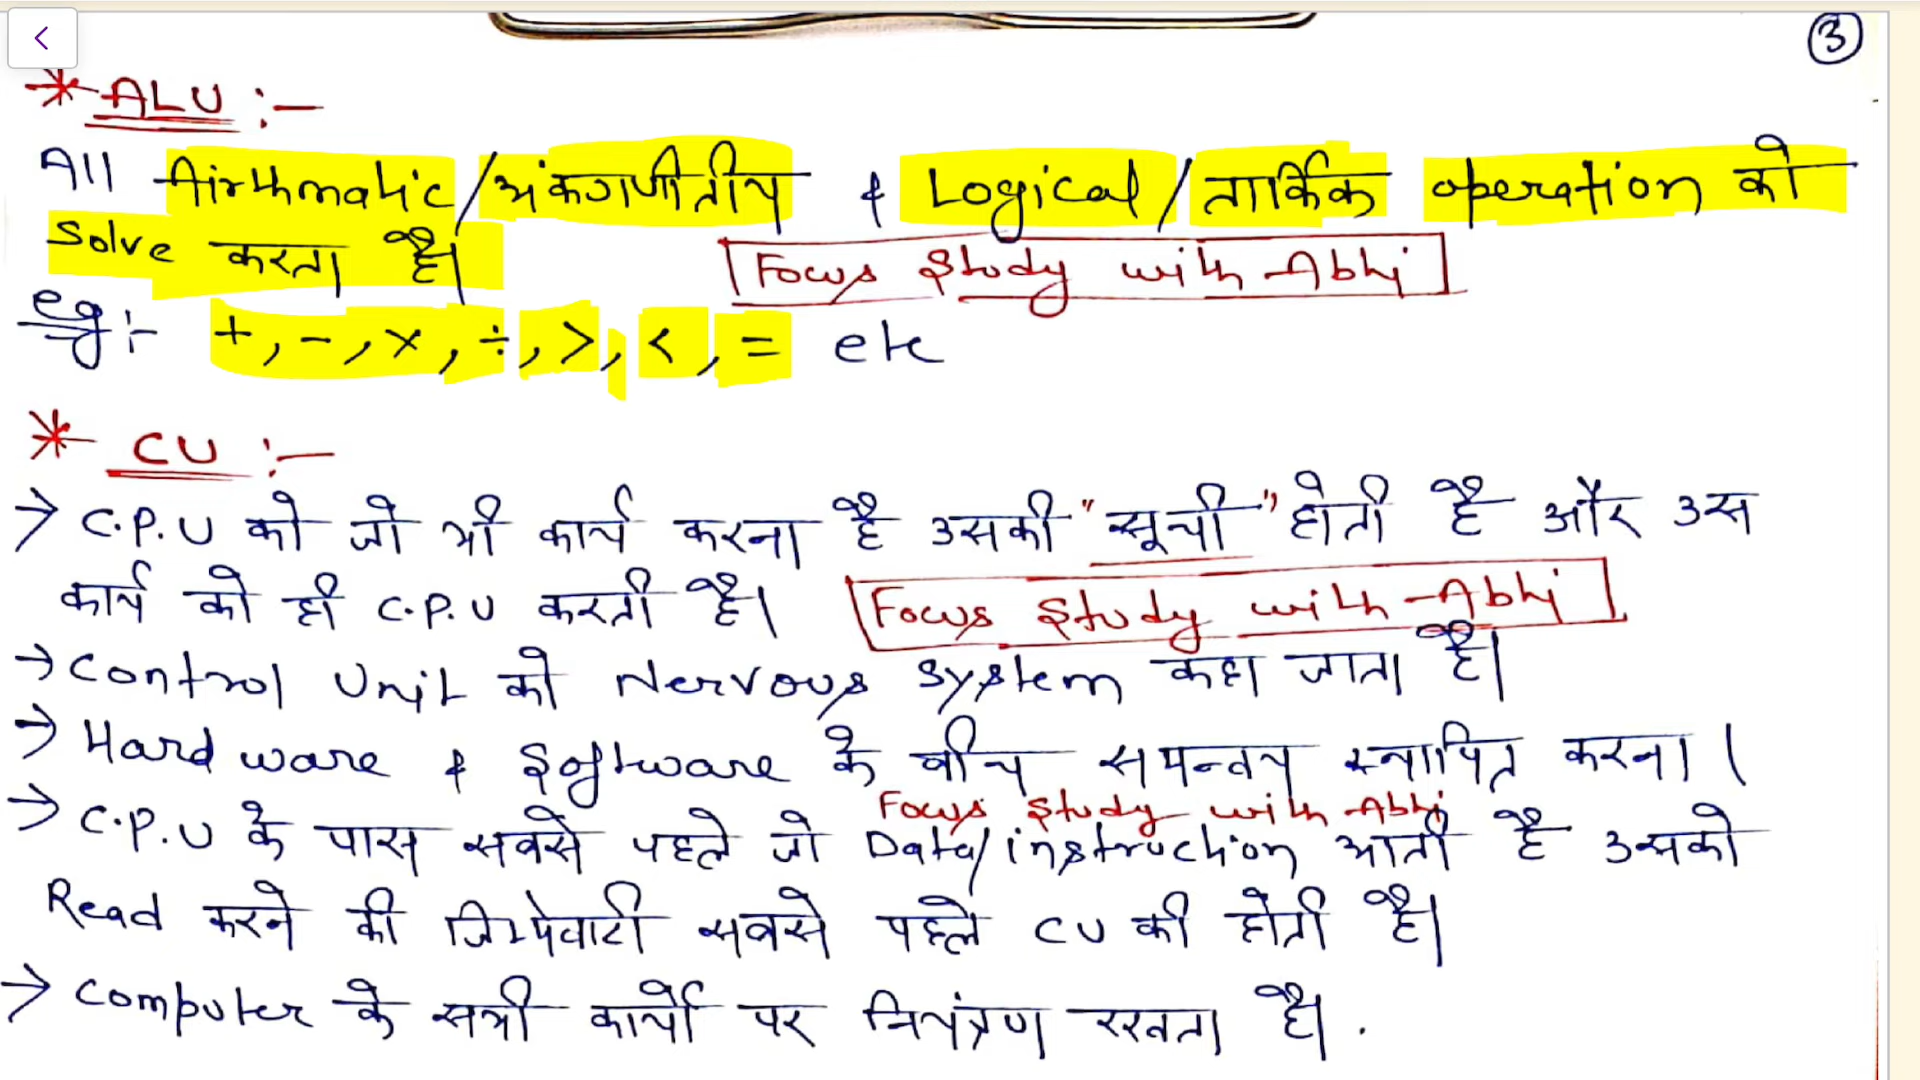 3
* ALU :-
All Airthmatic/अंकगणीतीय & Logical/तार्किक operation को
Solve करता है।
Focus Study with Abhi
eg:- +, -, ×, ÷, >, <, = etc
* CU :-
→ C.P.U को जो भी कार्य करना है उसकी "सूची" होती है और उस
कार्य को ही C.P.U करती है।
Focus Study with Abhi
→ Control Unit को Nervous System कहा जाता है।
→ Hardware & Software के बीच समन्वय स्थापित करना।
Focus Study with Abhi
→ C.P.U के पास सबसे पहले जो Data/instruction आती है उसको
Read करने की जिम्मेवारी सबसे पहले CU की होती है।
→ Computer के सभी कार्यो पर नियंत्रण रखता है।.